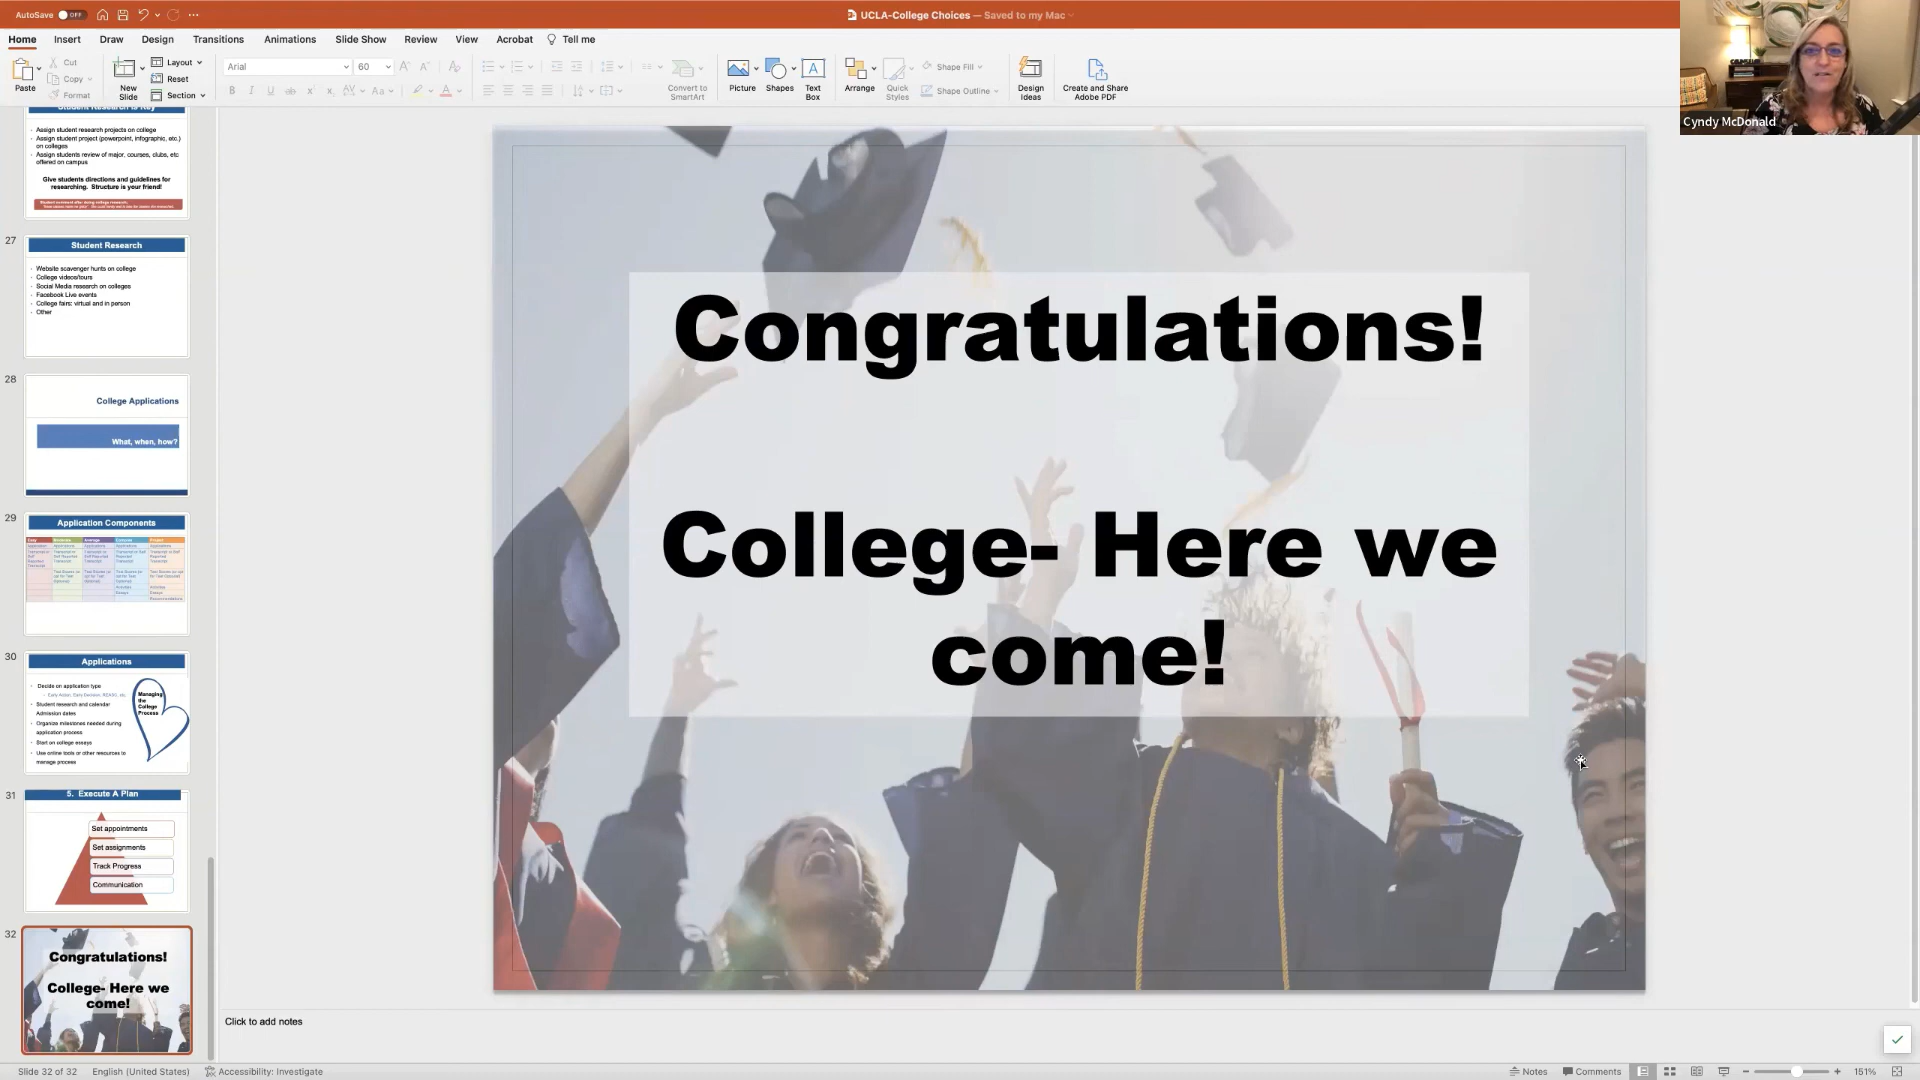 AutoSave OFF
UCLA-College Choices — Saved to my Mac
Home Insert Draw Design Transitions Animations Slide Show Review View Acrobat Tell me
Paste
Cut
Copy
Format
New Slide
Layout
Reset
Section
Arial 60
Convert to SmartArt
Picture
Shapes
Text Box
Arrange
Quick Styles
Shape Fill
Shape Outline
Design Ideas
Create and Share Adobe PDF
Cyndy McDonald
Assign student research projects on college
Assign student project (powerpoint, infographic, etc.) on colleges
Assign students review of major, courses, clubs, etc offered on campus
Give students directions and guidelines for researching. Structure is your friend!
27
Student Research
Website scavenger hunts on college
College videos/tours
Social Media research on colleges
Facebook Live events
College fairs: virtual and in person
Other
28
College Applications
What, when, how?
29
Application Components
30
Applications
Decide on application type
Student research and calendar Admission dates
Organize milestones needed during application process
Start on college essays
Use online tools or other resources to manage process
Managing the College Process
31
5. Execute A Plan
Set appointments
Set assignments
Track Progress
Communication
32
Congratulations!
College- Here we
come!
Congratulations!
College- Here we
come!
Click to add notes
Slide 32 of 32 English (United States) Accessibility: Investigate
Notes Comments 151%